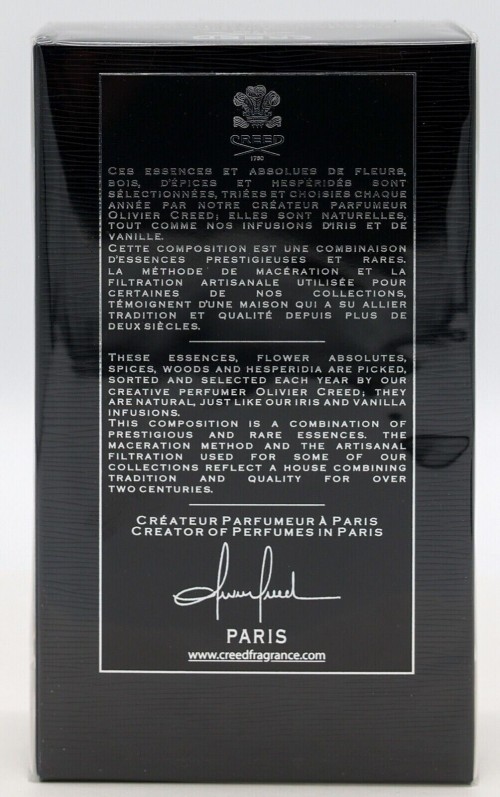 CREED
1760
CES ESSENCES ET ABSOLUES DE FLEURS,
BOIS, D'ÉPICES ET HESPÉRIDÉS SONT
SÉLECTIONNÉES, TRIÉES ET CHOISIES CHAQUE
ANNÉE PAR NOTRE CRÉATEUR PARFUMEUR
OLIVIER CREED; ELLES SONT NATURELLES,
TOUT COMME NOS INFUSIONS D'IRIS ET DE
VANILLE.
CETTE COMPOSITION EST UNE COMBINAISON
D'ESSENCES PRESTIGIEUSES ET RARES.
LA MÉTHODE DE MACÉRATION ET LA
FILTRATION ARTISANALE UTILISÉE POUR
CERTAINES DE NOS COLLECTIONS,
TÉMOIGNENT D'UNE MAISON QUI A SU ALLIER
TRADITION ET QUALITÉ DEPUIS PLUS DE
DEUX SIÈCLES.
THESE ESSENCES, FLOWER ABSOLUTES,
SPICES, WOODS AND HESPERIDIA ARE PICKED,
SORTED AND SELECTED EACH YEAR BY OUR
CREATIVE PERFUMER OLIVIER CREED; THEY
ARE NATURAL, JUST LIKE OUR IRIS AND VANILLA
INFUSIONS.
THIS COMPOSITION IS A COMBINATION OF
PRESTIGIOUS AND RARE ESSENCES. THE
MACERATION METHOD AND THE ARTISANAL
FILTRATION USED FOR SOME OF OUR
COLLECTIONS REFLECT A HOUSE COMBINING
TRADITION AND QUALITY FOR OVER
TWO CENTURIES.
CRÉATEUR PARFUMEUR À PARIS
CREATOR OF PERFUMES IN PARIS
Olivier Creed
PARIS
www.creedfragrance.com